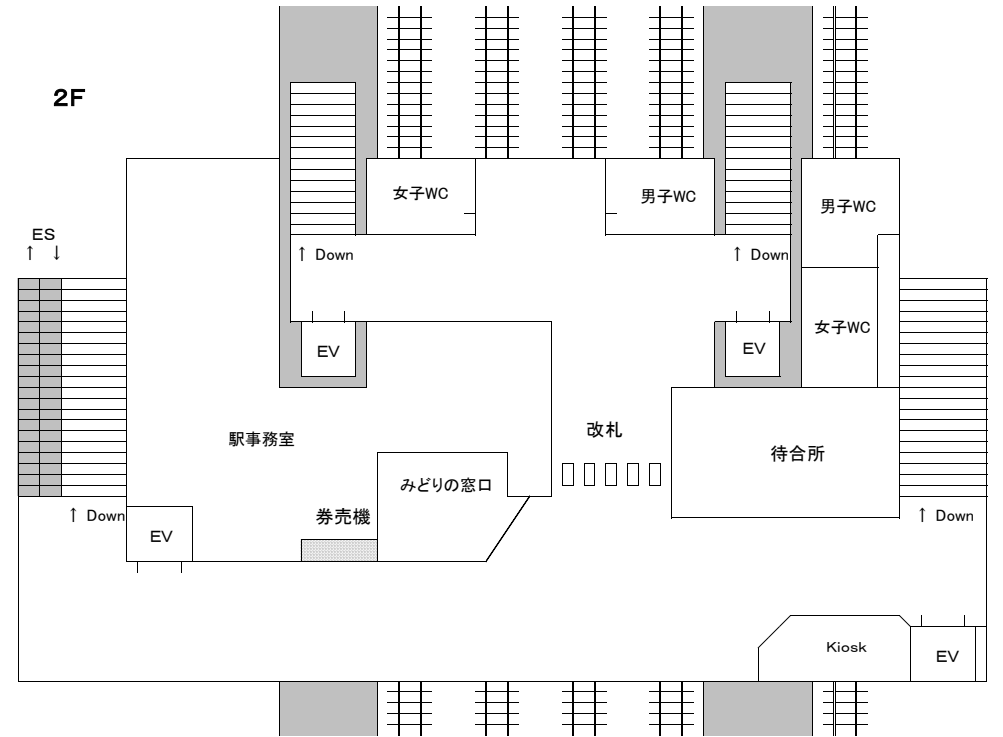 2F
女子WC
男子WC
男子WC
ES
↑ ↓
↑ Down
↑ Down
女子WC
EV
EV
改札
駅事務室
待合所
みどりの窓口
券売機
↑ Down
↑ Down
EV
Kiosk
EV